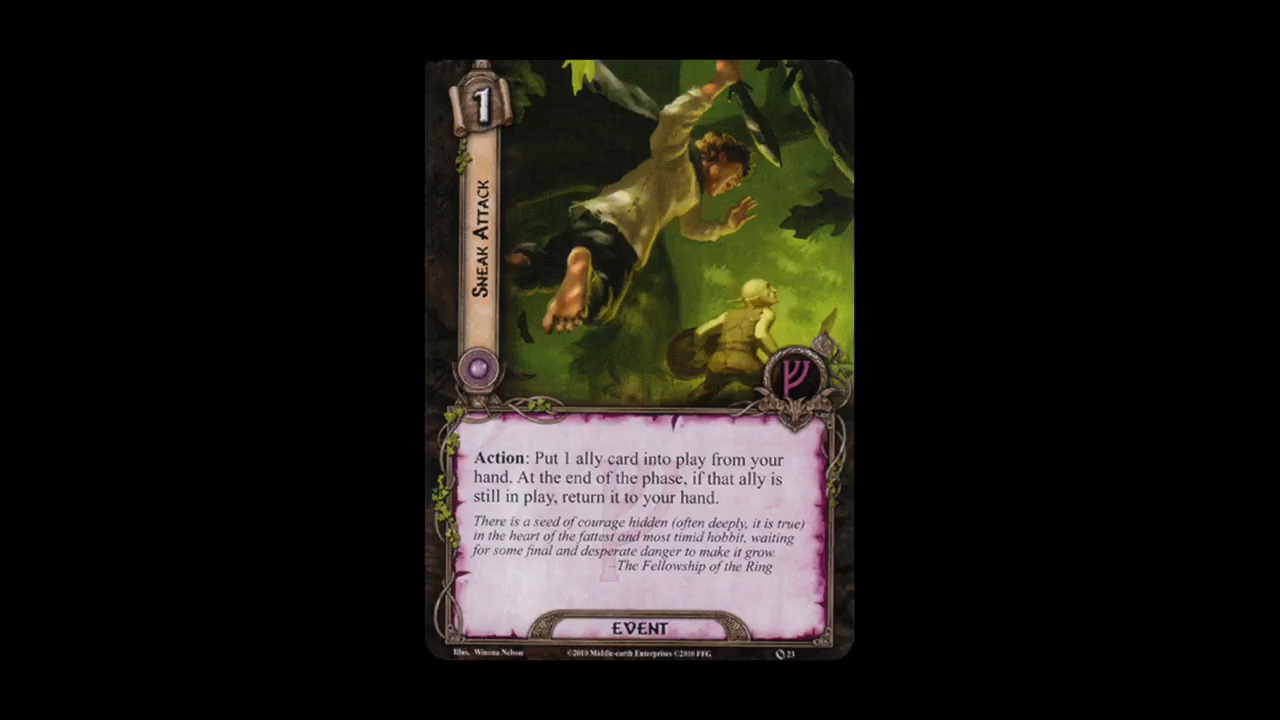 1
Sneak Attack
Action: Put 1 ally card into play from your
hand. At the end of the phase, if that ally is
still in play, return it to your hand.
There is a seed of courage hidden (often deeply, it is true)
in the heart of the fattest and most timid hobbit, waiting
for some final and desperate danger to make it grow.
–The Fellowship of the Ring
EVENT
Illus. Winona Nelson
©2010 Middle-earth Enterprises ©2010 FFG
23